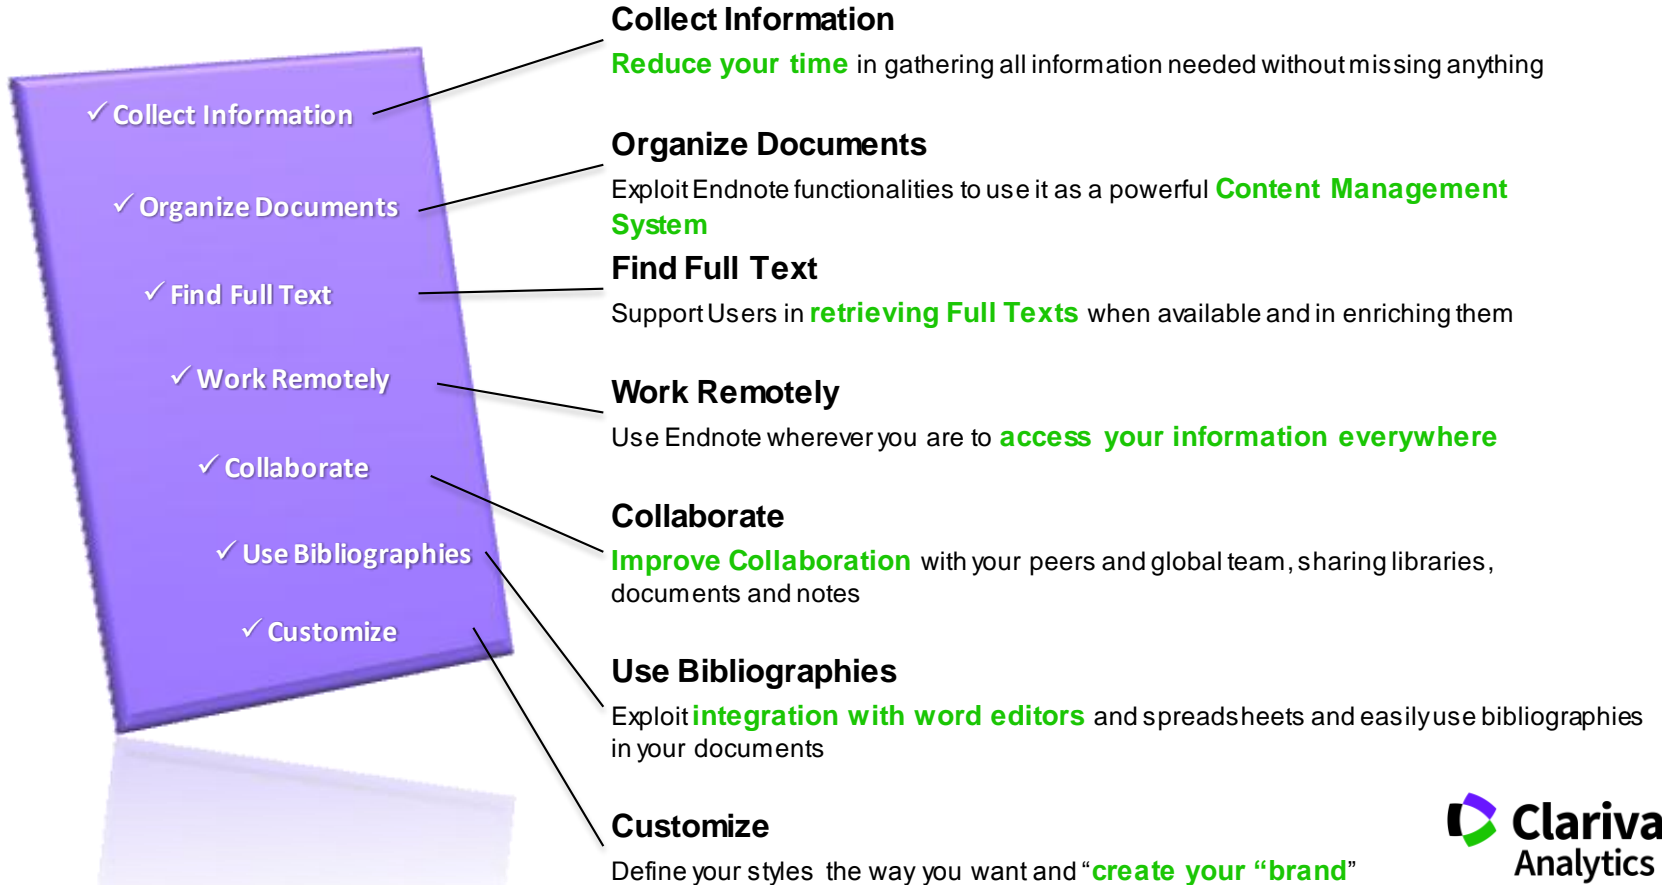 ✓ Collect Information
✓ Organize Documents
✓ Find Full Text
✓ Work Remotely
✓ Collaborate
✓ Use Bibliographies
✓ Customize
Collect Information
Reduce your time in gathering all information needed without missing anything
Organize Documents
Exploit Endnote functionalities to use it as a powerful Content Management
System
Find Full Text
Support Users in retrieving Full Texts when available and in enriching them
Work Remotely
Use Endnote wherever you are to access your information everywhere
Collaborate
Improve Collaboration with your peers and global team, sharing libraries,
documents and notes
Use Bibliographies
Exploit integration with word editors and spreadsheets and easily use bibliographies
in your documents
Customize
Define your styles the way you want and “create your “brand”
Clariva
Analytics